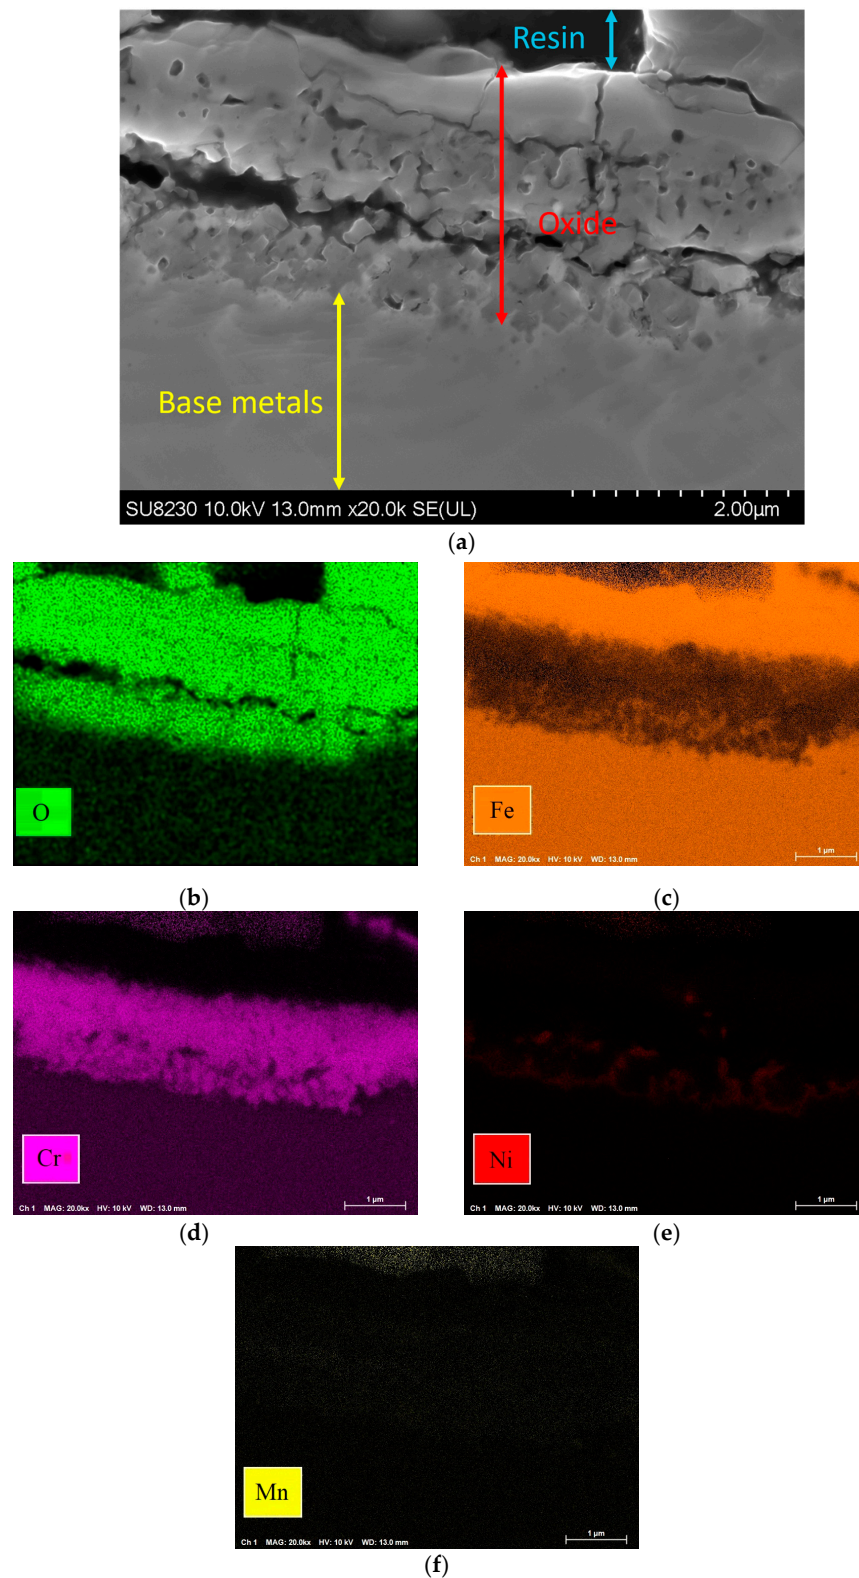 Resin
Oxide
Base metals
SU8230 10.0kV 13.0mm x20.0k SE(UL)
2.00µm
(a)
O
Fe
1 µm
Ch 1 MAG: 20.0kx HV: 10 kV WD: 13.0 mm
(b)
(c)
Cr
1 µm
Ch 1 MAG: 20.0kx HV: 10 kV WD: 13.0 mm
Ni
1 µm
Ch 1 MAG: 20.0kx HV: 10 kV WD: 13.0 mm
(d)
(e)
Mn
1 µm
Ch 1 MAG: 20.0kx HV: 10 kV WD: 13.0 mm
(f)